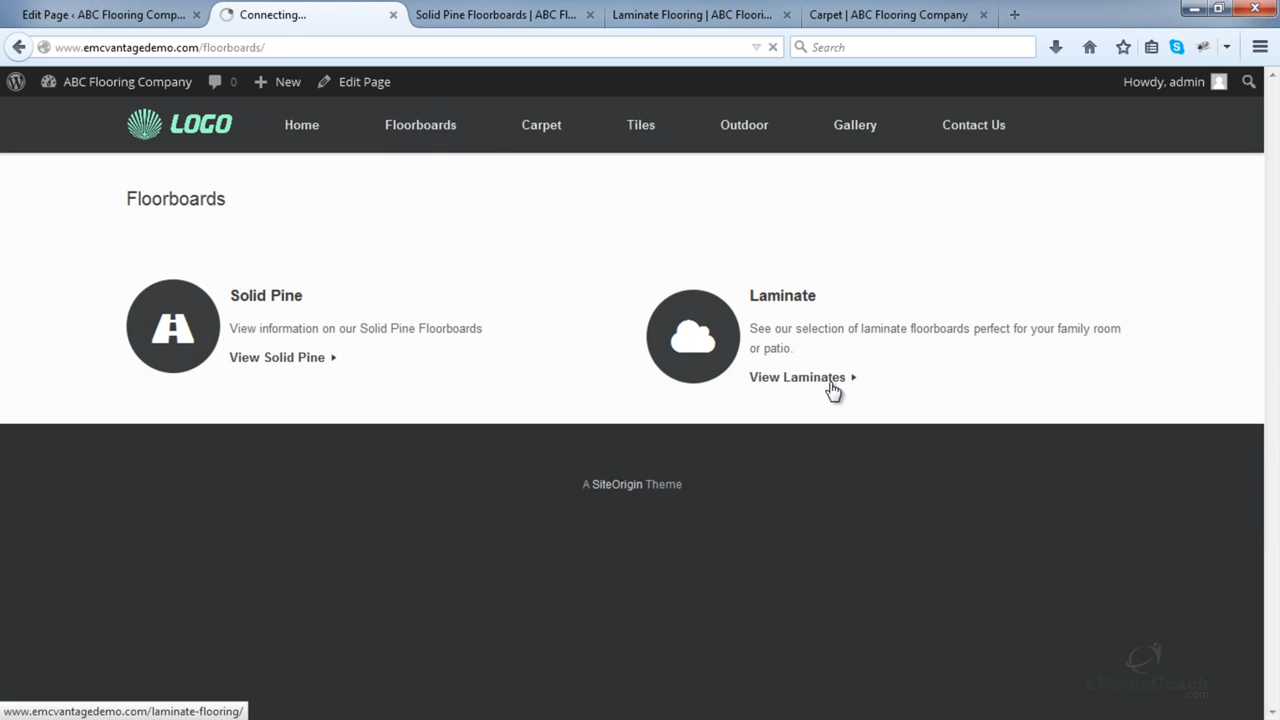 Edit Page ‹ ABC Flooring Comp...
Connecting...
Solid Pine Floorboards | ABC Fl...
Laminate Flooring | ABC Floori...
Carpet | ABC Flooring Company
www.emcvantagedemo.com/floorboards/
Search
ABC Flooring Company
0
New
Edit Page
Howdy, admin
LOGO
Home
Floorboards
Carpet
Tiles
Outdoor
Gallery
Contact Us
Floorboards
Solid Pine
View information on our Solid Pine Floorboards
View Solid Pine
Laminate
See our selection of laminate floorboards perfect for your family room
or patio.
View Laminates
A SiteOrigin Theme
eMediaCoach
.com
www.emcvantagedemo.com/laminate-flooring/